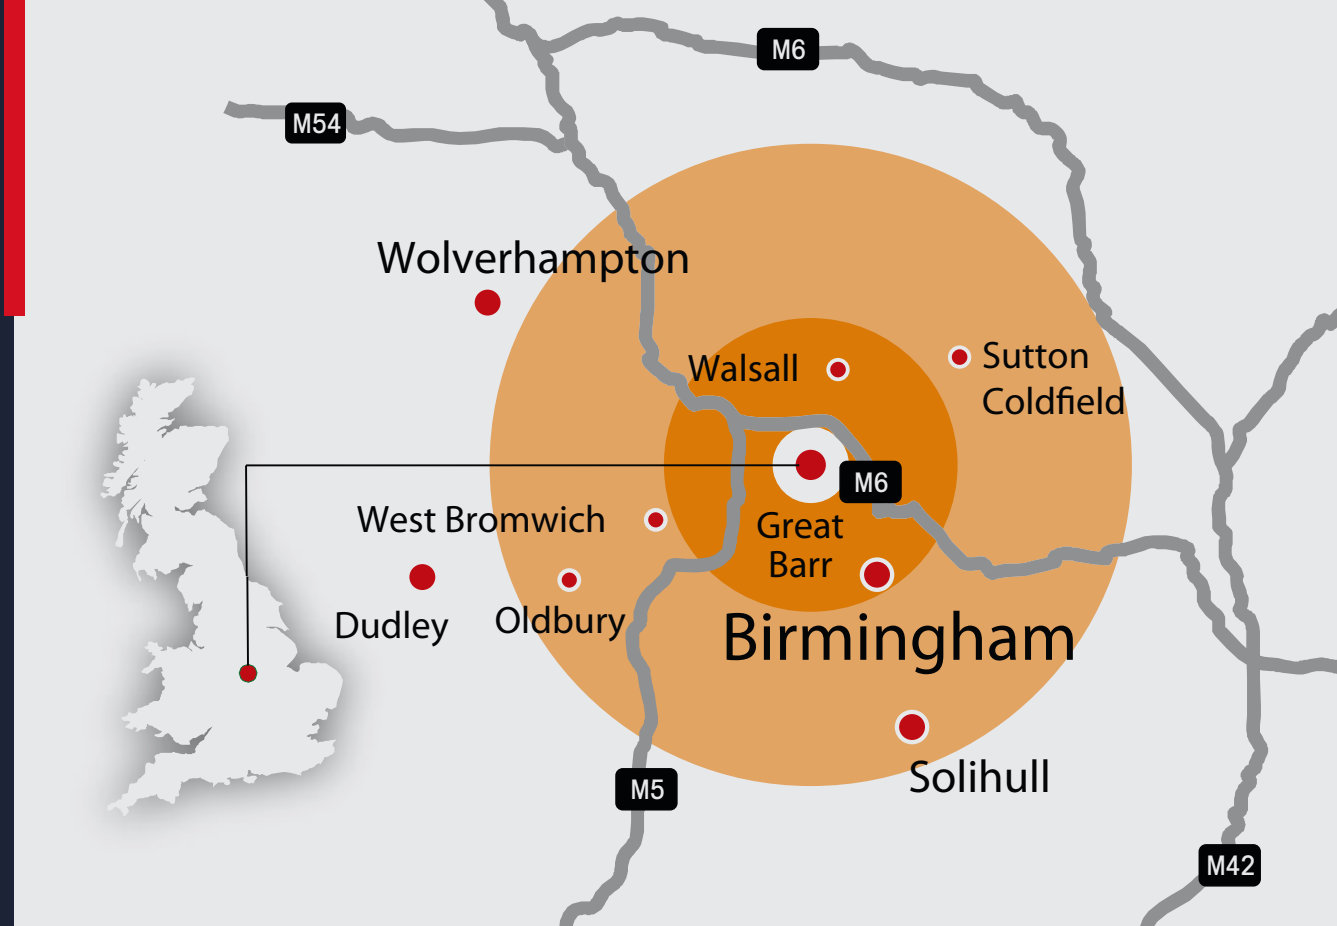 M6
M54
Wolverhampton
Walsall
Sutton
Coldfield
M6
West Bromwich
Great
Barr
Dudley
Oldbury
Birmingham
Solihull
M5
M42